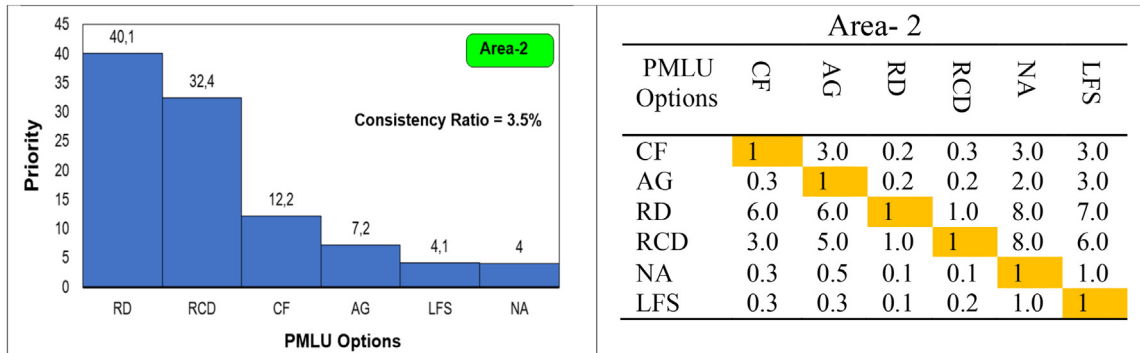 45
40
35
30
25
20
15
10
5
0
Priority
40,1
32,4
12,2
7,2
4,1
4
Area-2
Consistency Ratio = 3.5%
RD RCD CF AG LFS NA
PMLU Options
Area- 2
PMLU Options CF AG RD RCD NA LFS
CF 1 3.0 0.2 0.3 3.0 3.0
AG 0.3 1 0.2 0.2 2.0 3.0
RD 6.0 6.0 1 1.0 8.0 7.0
RCD 3.0 5.0 1.0 1 8.0 6.0
NA 0.3 0.5 0.1 0.1 1 1.0
LFS 0.3 0.3 0.1 0.2 1.0 1